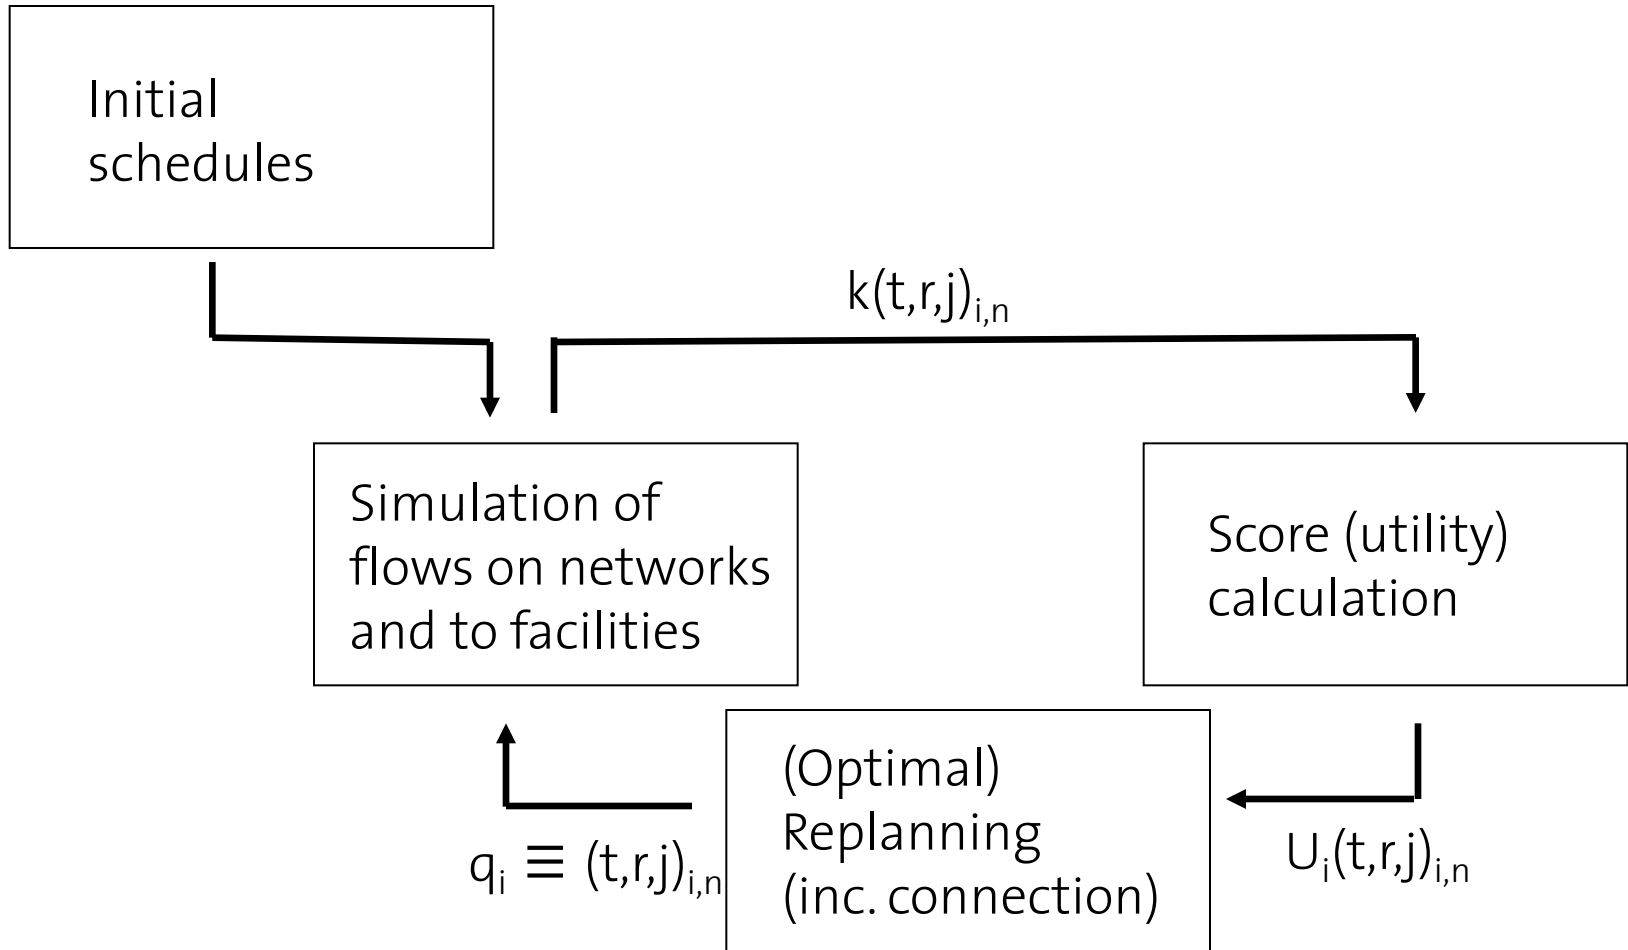 Initial
schedules
k(t,r,j)i,n
Simulation of
flows on networks
and to facilities
Score (utility)
calculation
(Optimal)
Replanning
(inc. connection)
qi ≡ (t,r,j)i,n
Ui(t,r,j)i,n